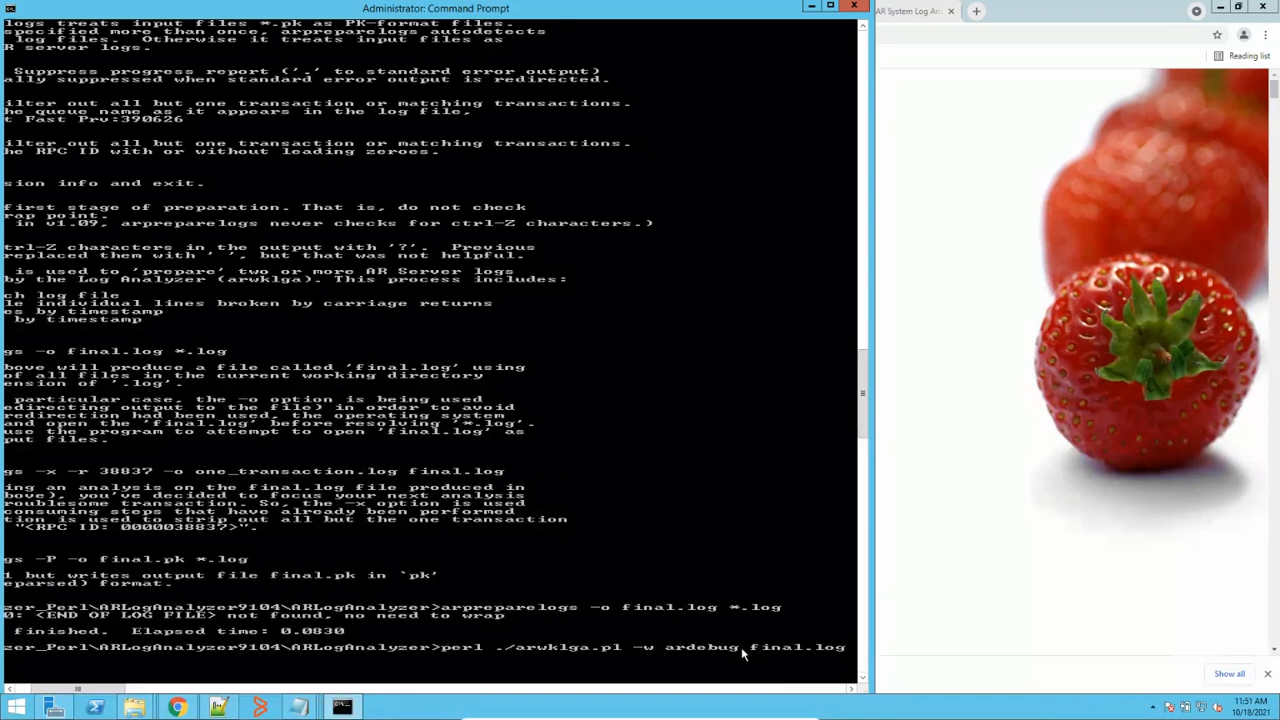 Administrator: Command Prompt
AR System Log An
logs treats input files *.pk as PK-format files.
specified more than once, arpreparelogs autodetects
log files. Otherwise it treats input files as
R server logs.
Reading list
Suppress progress report ('.' to standard error output)
ally suppressed when standard error output is redirected.
ilter out all but one transaction or matching transactions.
he queue name as it appears in the log file,
t Fast Prv:390626
ilter out all but one transaction or matching transactions.
he RPC ID with or without leading zeroes.
sion info and exit.
first stage of preparation. That is, do not check
rap point.
in v1.09, arpreparelogs never checks for ctrl-Z characters.)
trl-Z characters in the output with '?'. Previous
replaced them with ' ', but that was not helpful.
is used to 'prepare' two or more AR Server logs
by the Log Analyzer (arwklga). This process includes:
ch log file
le individual lines broken by carriage returns
es by timestamp
by timestamp
gs -o final.log *.log
bove will produce a file called 'final.log' using
of all files in the current working directory
ension of '.log'.
particular case, the -o option is being used
edirecting output to the file) in order to avoid
redirection had been used, the operating system
and open the 'final.log' before resolving '*.log'.
use the program to attempt to open 'final.log' as
put files.
gs -x -r 38837 -o one_transaction.log final.log
ing an analysis on the final.log file produced in
bove), you've decided to focus your next analysis
roublesome transaction. So, the -x option is used
consuming steps that have already been performed
tion is used to strip out all but the one transaction
"<RPC ID: 0000038837>".
gs -P -o final.pk *.log
1 but writes output file final.pk in `pk'
eparsed) format.
zer_Perl\ARLogAnalyzer9104\ARLogAnalyzer>arpreparelogs -o final.log *.log
0: <END OF LOG FILE> not found, no need to wrap
finished. Elapsed time: 0.0830
zer_Perl\ARLogAnalyzer9104\ARLogAnalyzer>perl ./arwklga.pl -w ardebug final.log
Show all
11:51 AM
10/18/2021